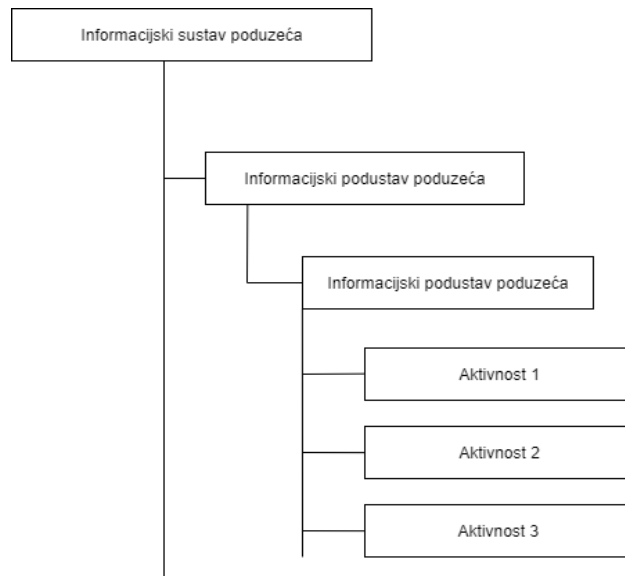 Informacijski sustav poduzeća
Informacijski podustav poduzeća
Informacijski podustav poduzeća
Aktivnost 1
Aktivnost 2
Aktivnost 3